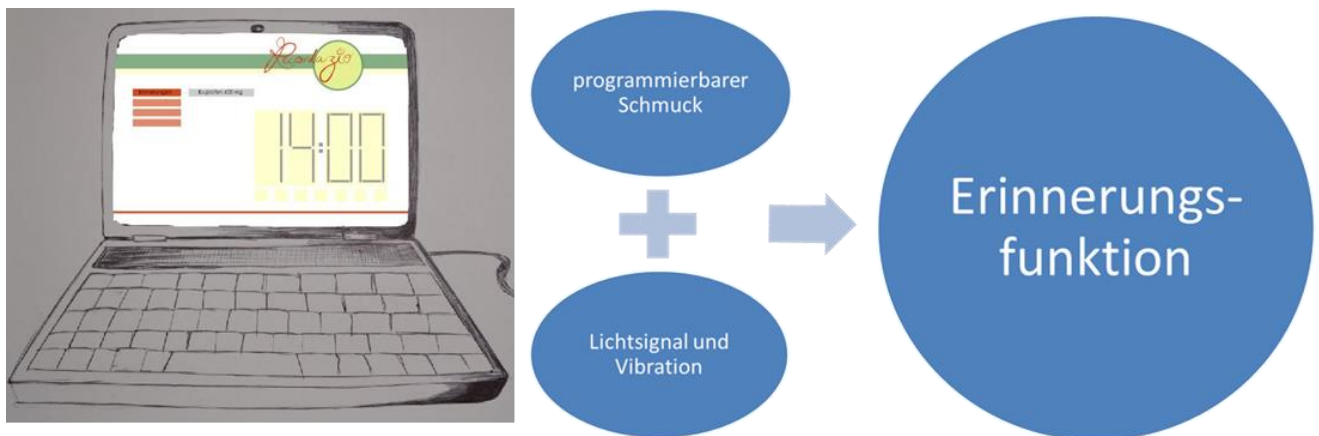 14:00
programmierbarer
Schmuck
Lichtsignal und
Vibration
Erinnerungs-
funktion